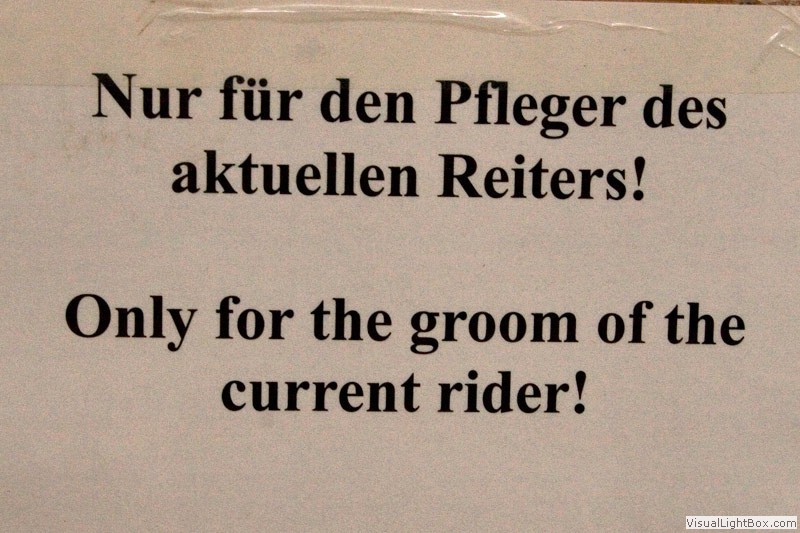 Nur für den Pfleger des
aktuellen Reiters!
Only for the groom of the
current rider!
VisualLightBox.com